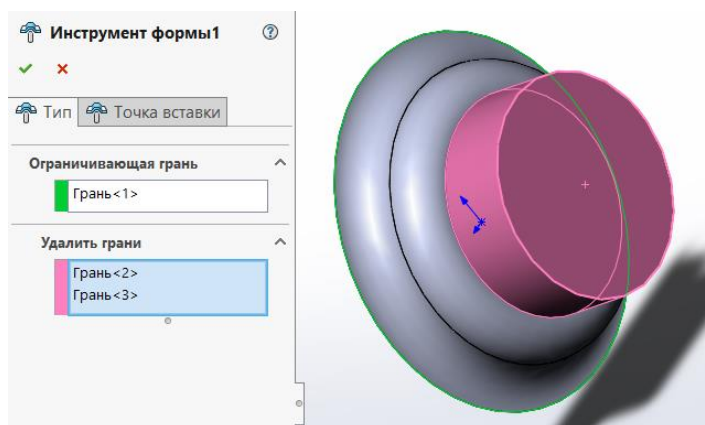 Инструмент формы1
Тип Точка вставки
Ограничивающая грань
Грань<1>
Удалить грани
Грань<2>
Грань<3>